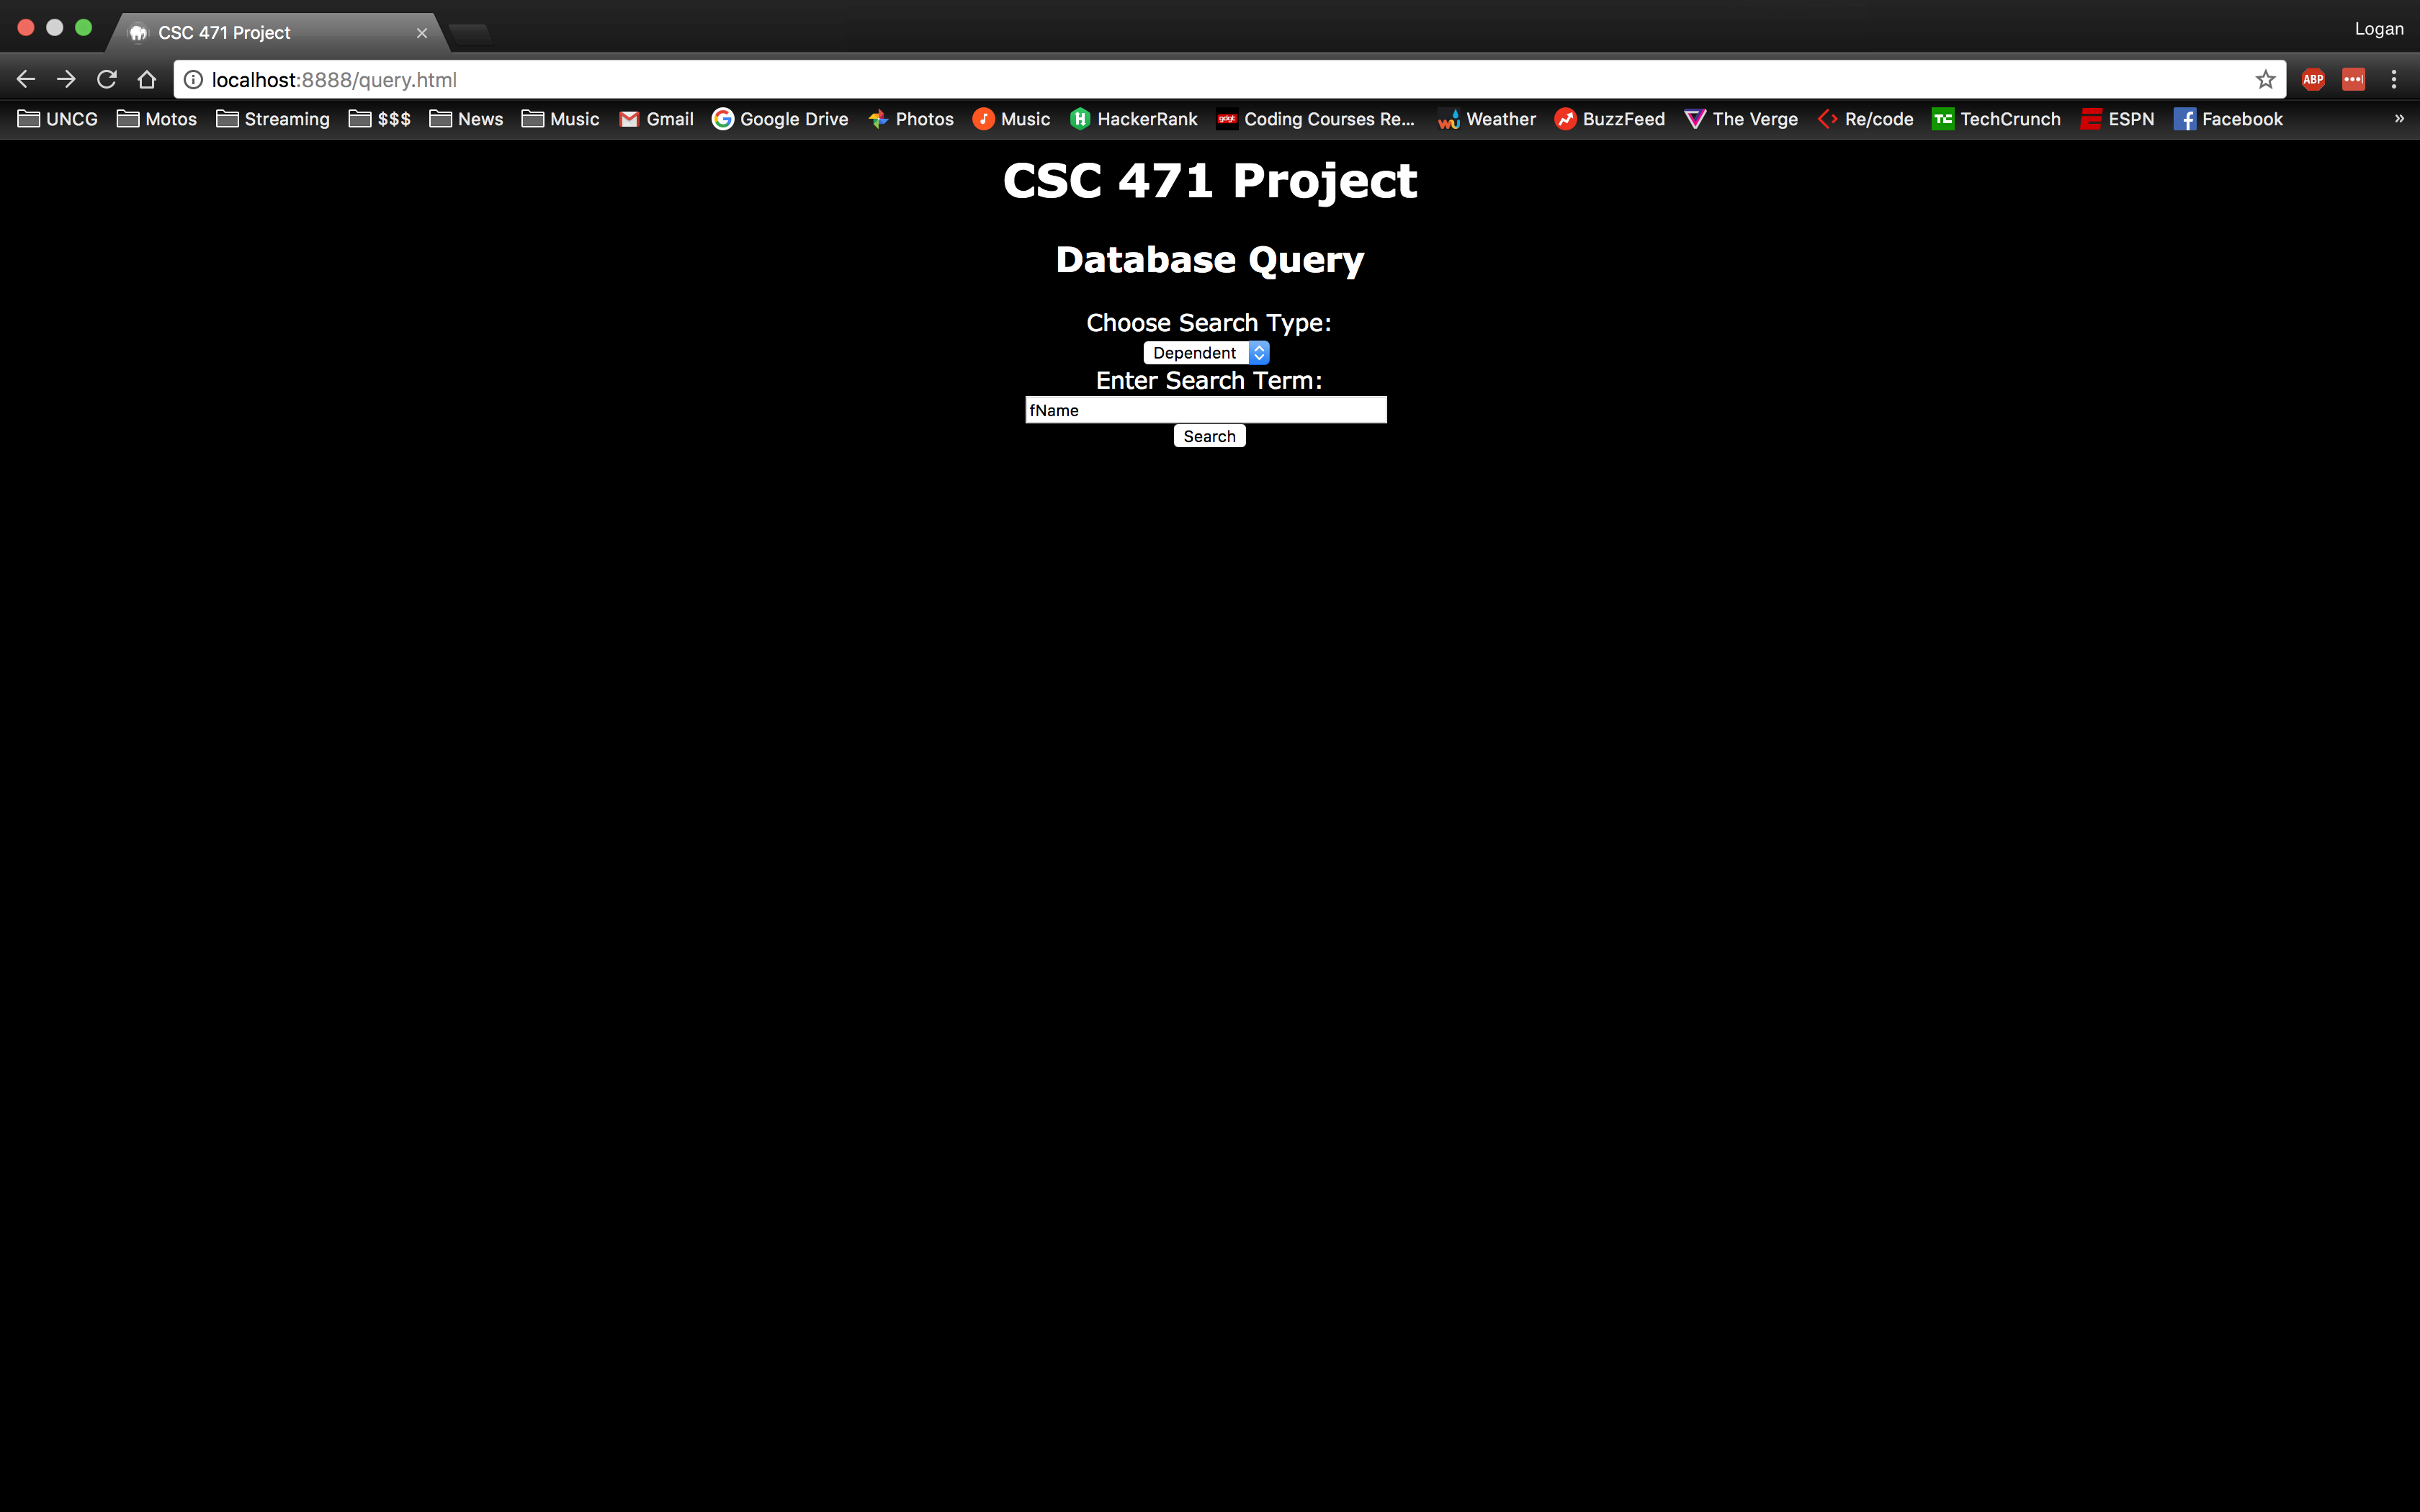 CSC 471 Project
Logan
localhost:8888/query.html
ABP
UNCG Motos Streaming $$$ News Music Gmail Google Drive Photos Music HackerRank gdgt Coding Courses Re... Weather BuzzFeed The Verge Re/code TechCrunch ESPN Facebook »
CSC 471 Project
Database Query
Choose Search Type:
Dependent
Enter Search Term:
fName
Search